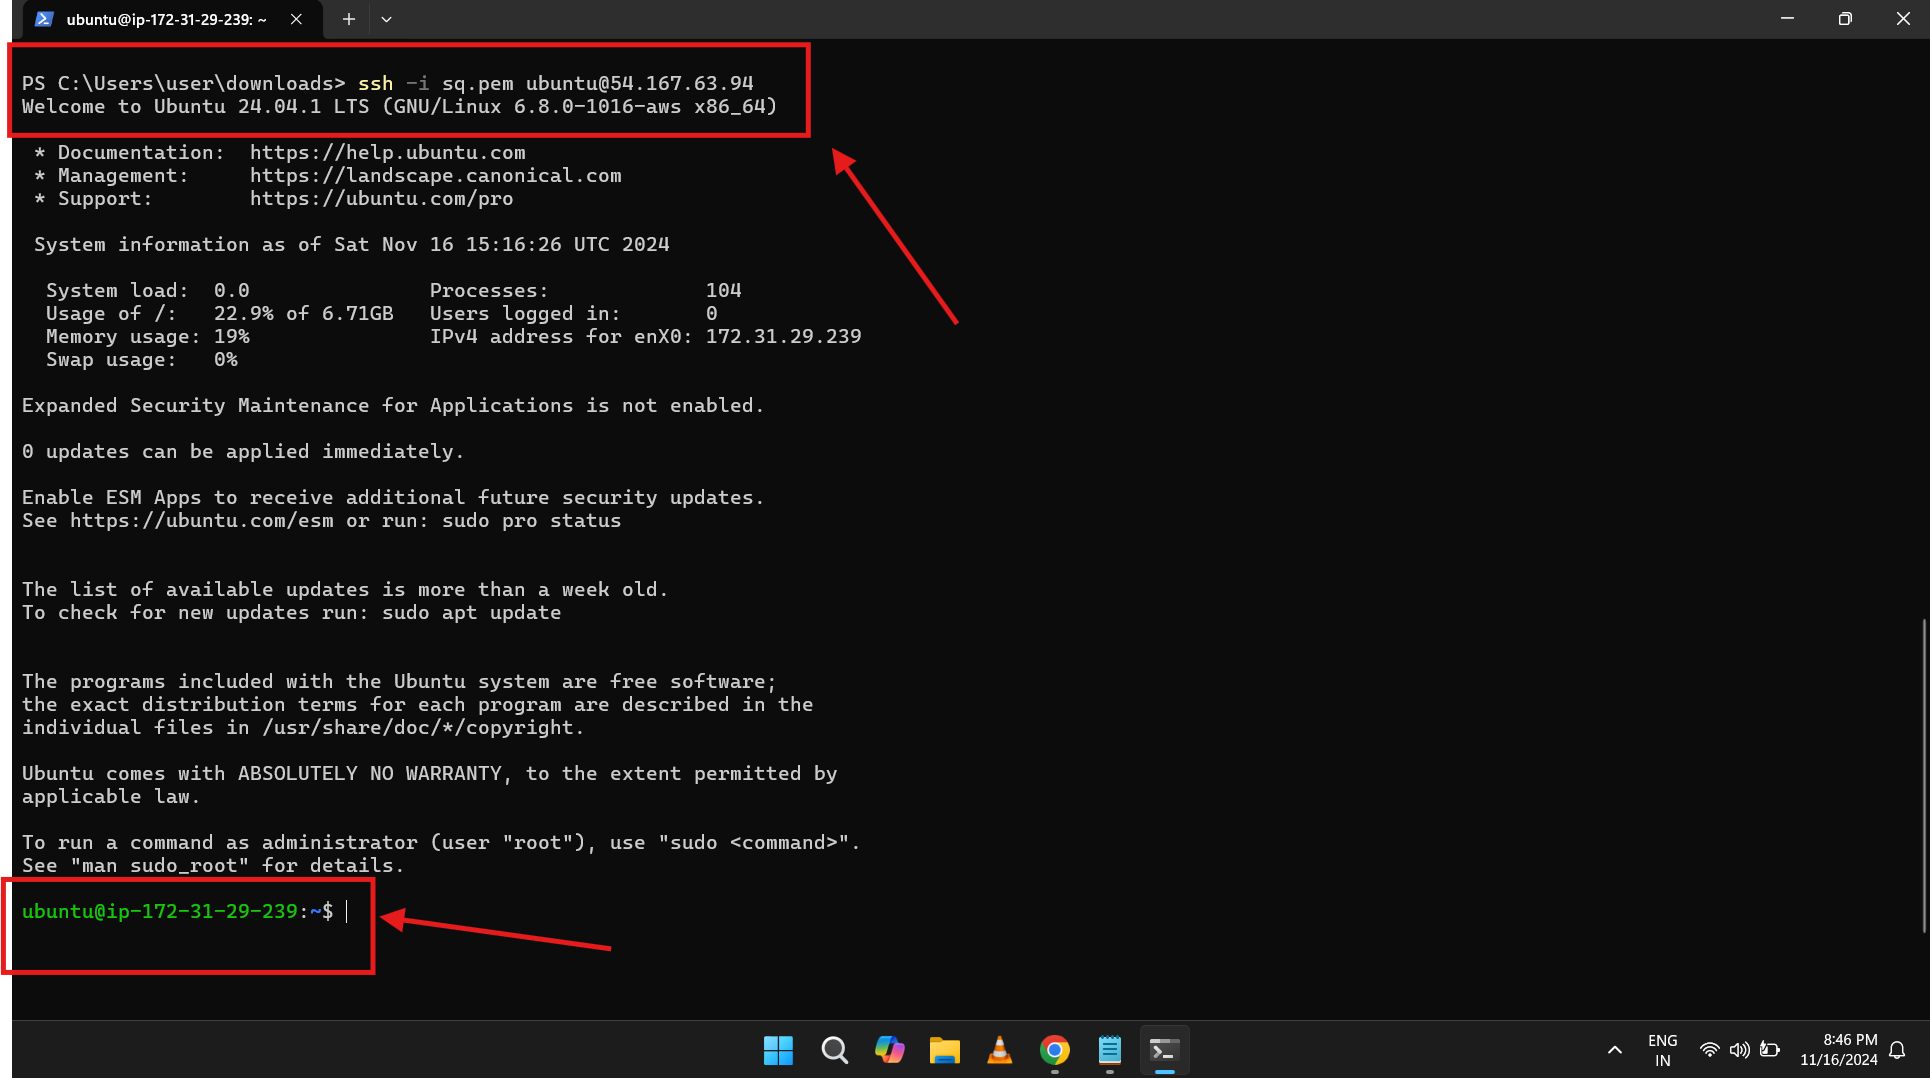 ubuntu@ip-172-31-29-239: ~
PS C:\Users\user\downloads> ssh -i sq.pem ubuntu@54.167.63.94
Welcome to Ubuntu 24.04.1 LTS (GNU/Linux 6.8.0-1016-aws x86_64)
* Documentation:  https://help.ubuntu.com
* Management:     https://landscape.canonical.com
* Support:        https://ubuntu.com/pro
System information as of Sat Nov 16 15:16:26 UTC 2024
System load:  0.0               Processes:             104
Usage of /:   22.9% of 6.71GB   Users logged in:       0
Memory usage: 19%               IPv4 address for enX0: 172.31.29.239
Swap usage:   0%
Expanded Security Maintenance for Applications is not enabled.
0 updates can be applied immediately.
Enable ESM Apps to receive additional future security updates.
See https://ubuntu.com/esm or run: sudo pro status
The list of available updates is more than a week old.
To check for new updates run: sudo apt update
The programs included with the Ubuntu system are free software;
the exact distribution terms for each program are described in the
individual files in /usr/share/doc/*/copyright.
Ubuntu comes with ABSOLUTELY NO WARRANTY, to the extent permitted by
applicable law.
To run a command as administrator (user "root"), use "sudo <command>".
See "man sudo_root" for details.
ubuntu@ip-172-31-29-239:~$
ENG
IN
8:46 PM
11/16/2024